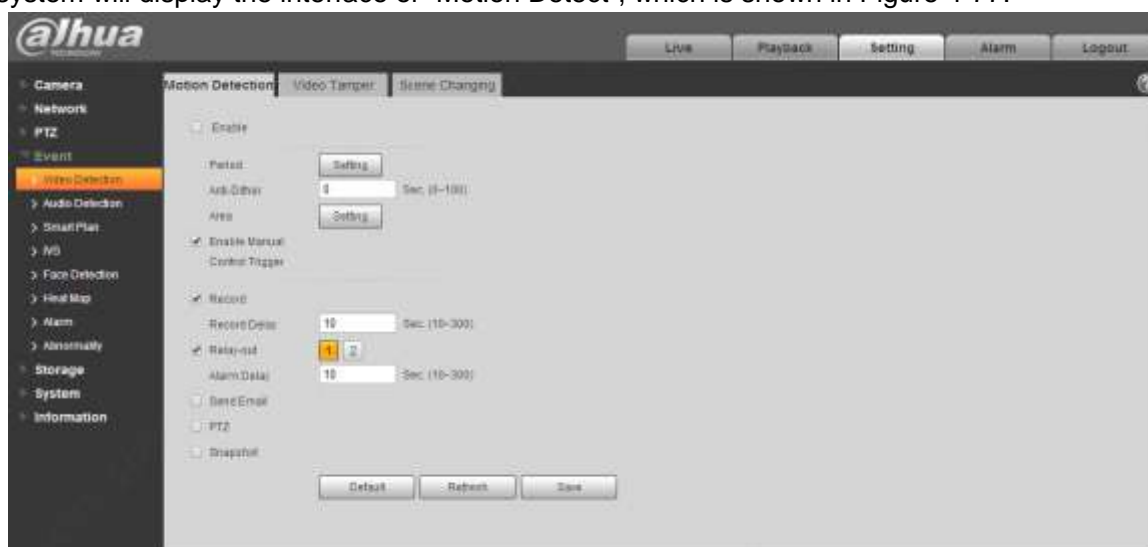 system will display the interface of "Motion Detect", which is shown in Figure 4-77.
alhua
TECHNOLOGY
Live Playback Setting Alarm Logout
Camera
Network
PTZ
Event
Video Detection
Audio Detection
Smart Plan
IVS
Face Detection
Heat Map
Alarm
Abnormality
Storage
System
Information
Motion Detection Video Tamper Scene Changing
Enable
Period Setting
Anti-Dither 0 Sec. (0~100)
Area Setting
Enable Manual
Control Trigger
Record
Record Delay 10 Sec. (10~300)
Relay-out 1 2
Alarm Delay 10 Sec. (10~300)
Send Email
PTZ
Snapshot
Default Refresh Save